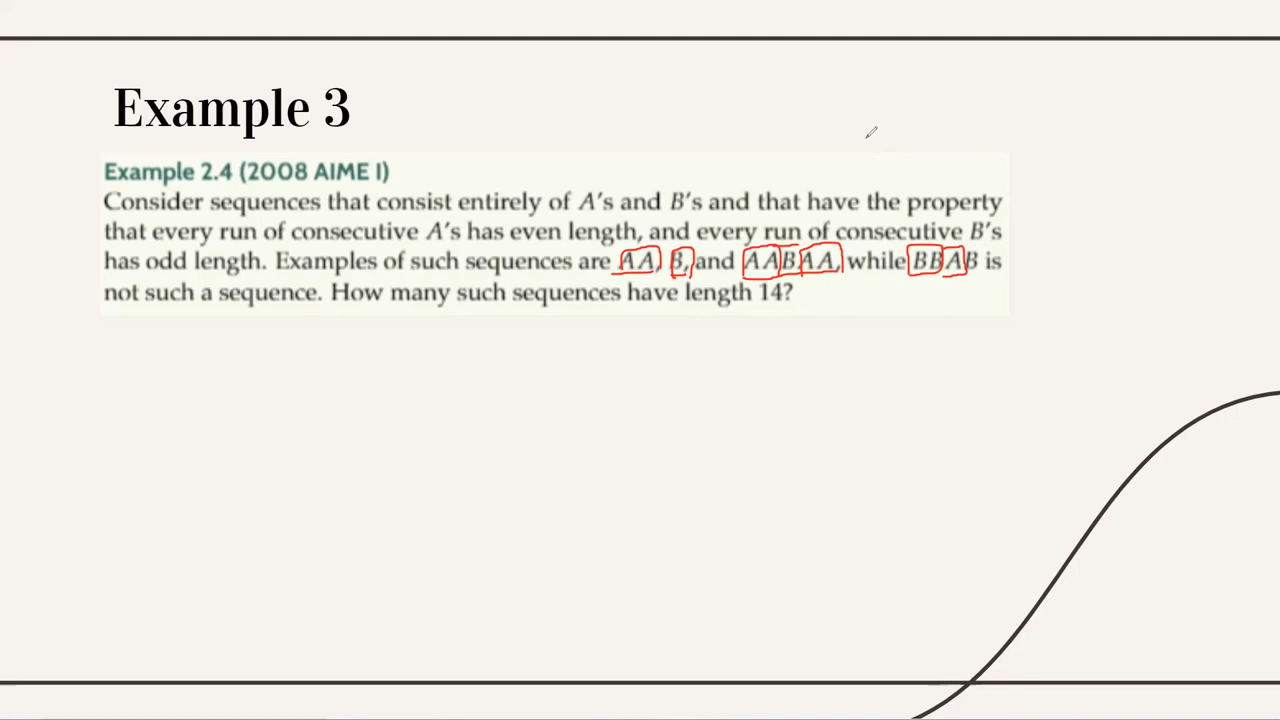 Example 3
Example 2.4 (2008 AIME I)
Consider sequences that consist entirely of A's and B's and that have the property
that every run of consecutive A's has even length, and every run of consecutive B's
has odd length. Examples of such sequences are AA, B, and AABAA, while BBAB is
not such a sequence. How many such sequences have length 14?